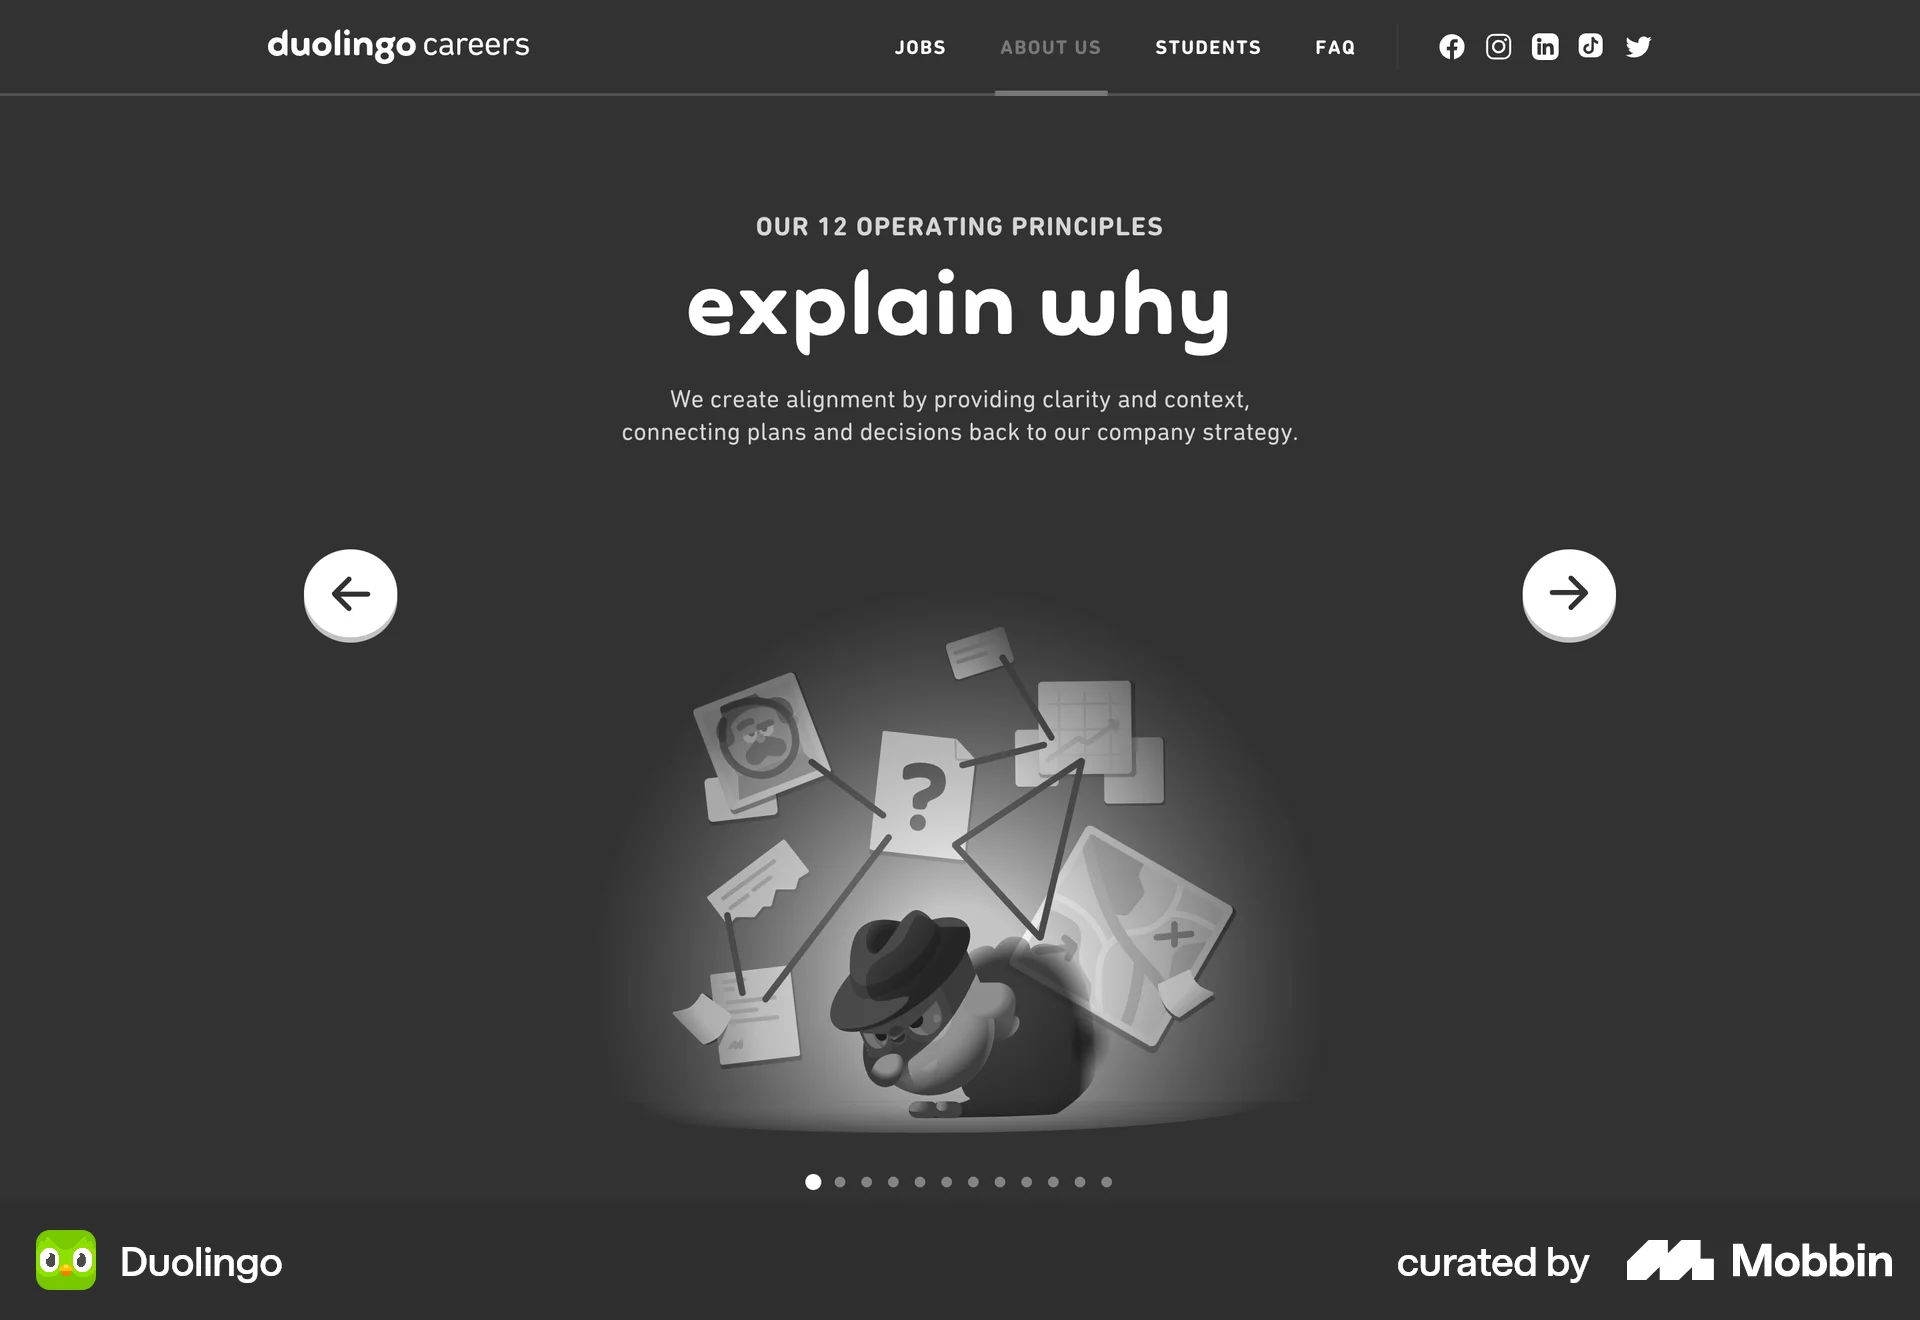 duolingo careers
JOBS ABOUT US STUDENTS FAQ
OUR 12 OPERATING PRINCIPLES
explain why
We create alignment by providing clarity and context,
connecting plans and decisions back to our company strategy.
?
Duolingo
curated by Mobbin